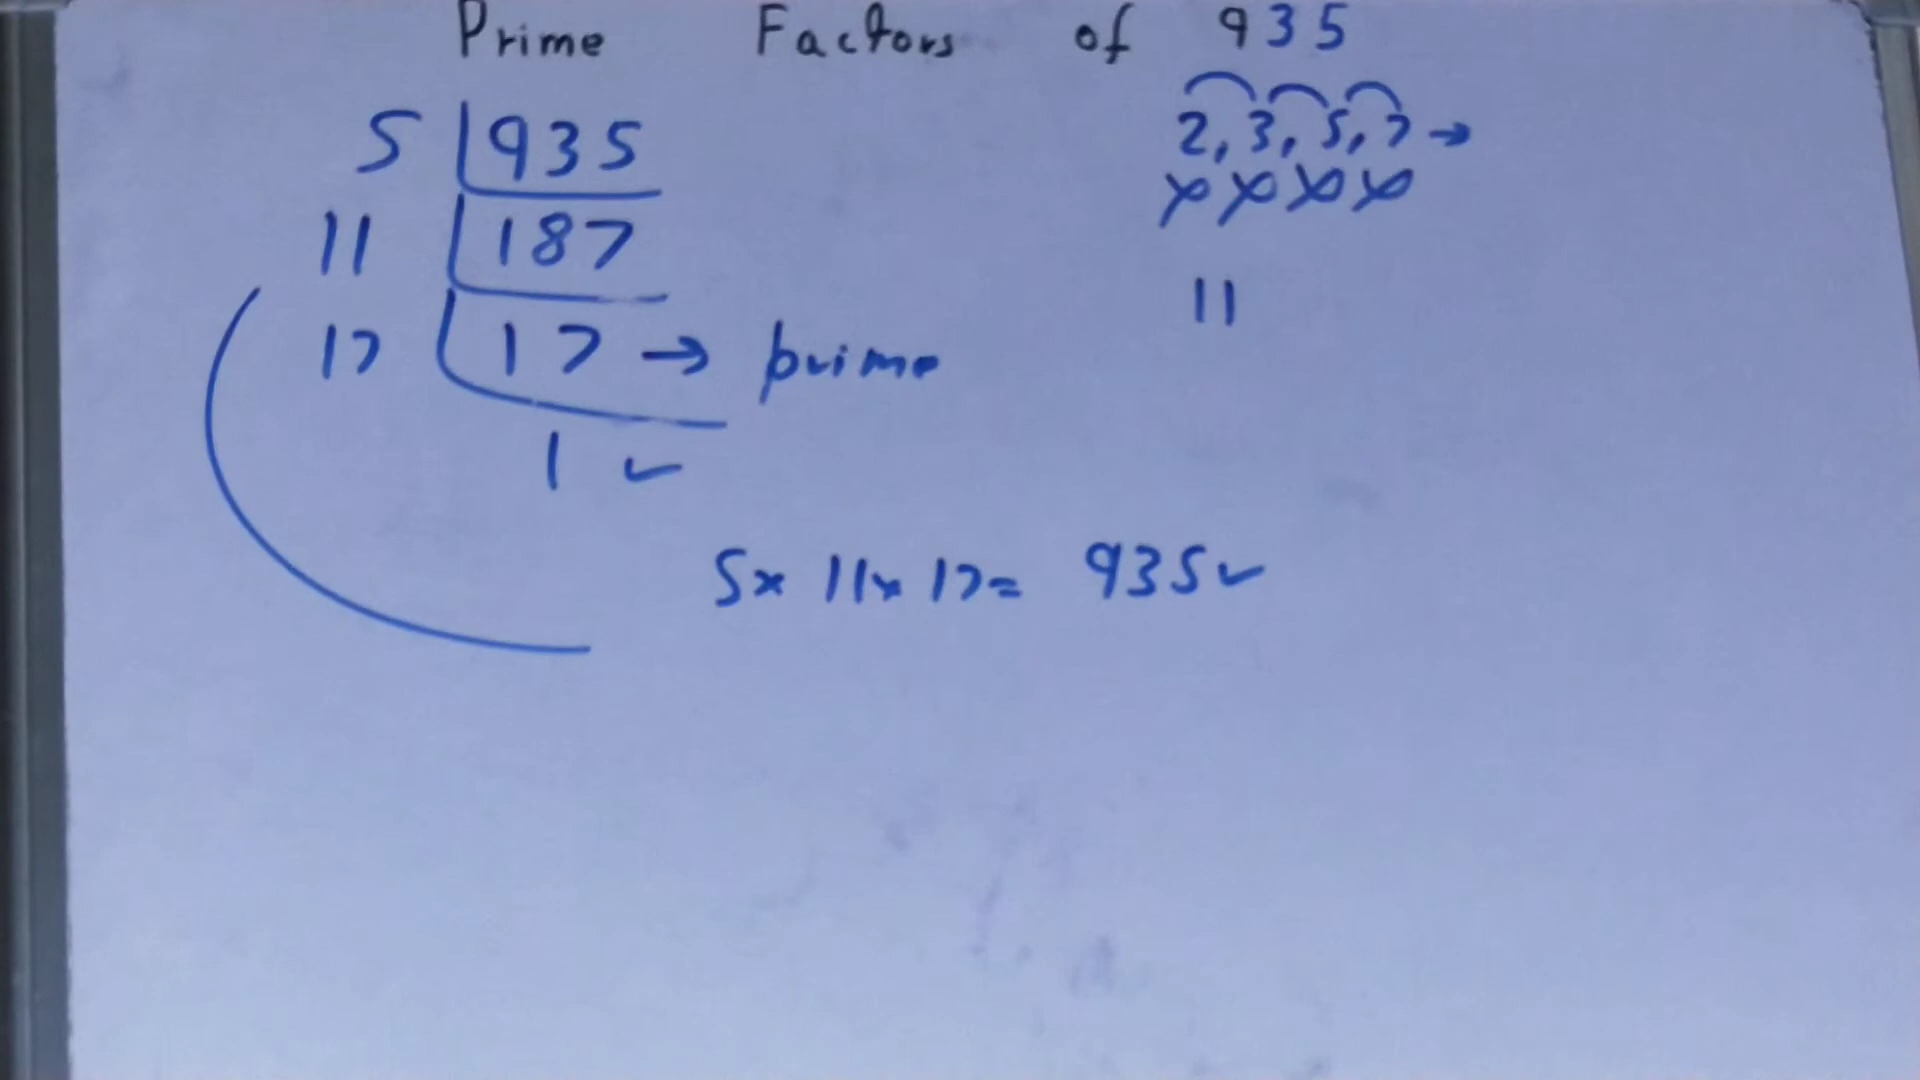 Prime Factors of 935
5 | 935
2, 3, 5, 7 →
x x x x
11 | 187
11
17 | 17 → prime
1 ✓
5 x 11 x 17 = 935 ✓